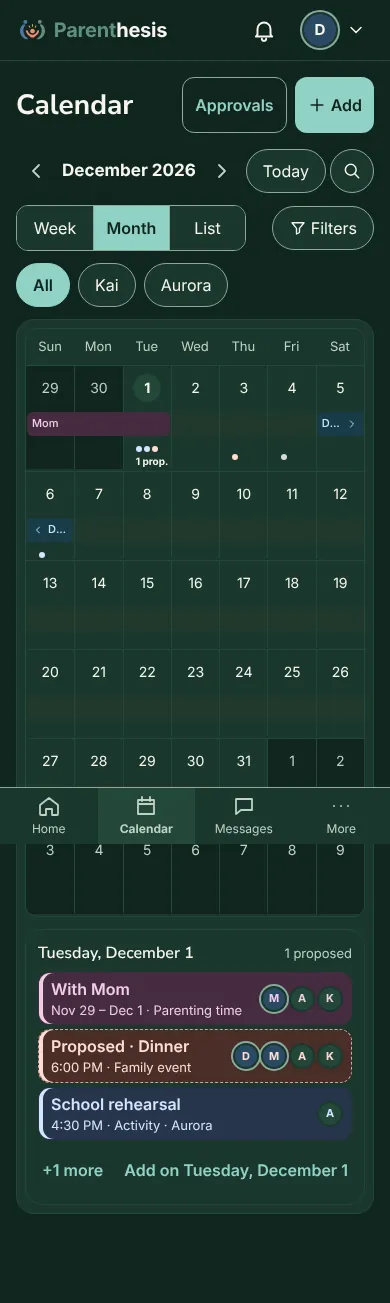 Parenthesis
D
Calendar
Approvals
+ Add
December 2026
Today
Week
Month
List
Filters
All
Kai
Aurora
Sun Mon Tue Wed Thu Fri Sat
29 30 1 2 3 4 5
Mom
D...
1 prop.
6 7 8 9 10 11 12
D...
13 14 15 16 17 18 19
20 21 22 23 24 25 26
27 28 29 30 31 1 2
Home
Calendar
Messages
More
3 4 5 6 7 8 9
Tuesday, December 1
1 proposed
With Mom
Nov 29 – Dec 1 · Parenting time
M A K
Proposed · Dinner
6:00 PM · Family event
D M A K
School rehearsal
4:30 PM · Activity · Aurora
A
+1 more
Add on Tuesday, December 1